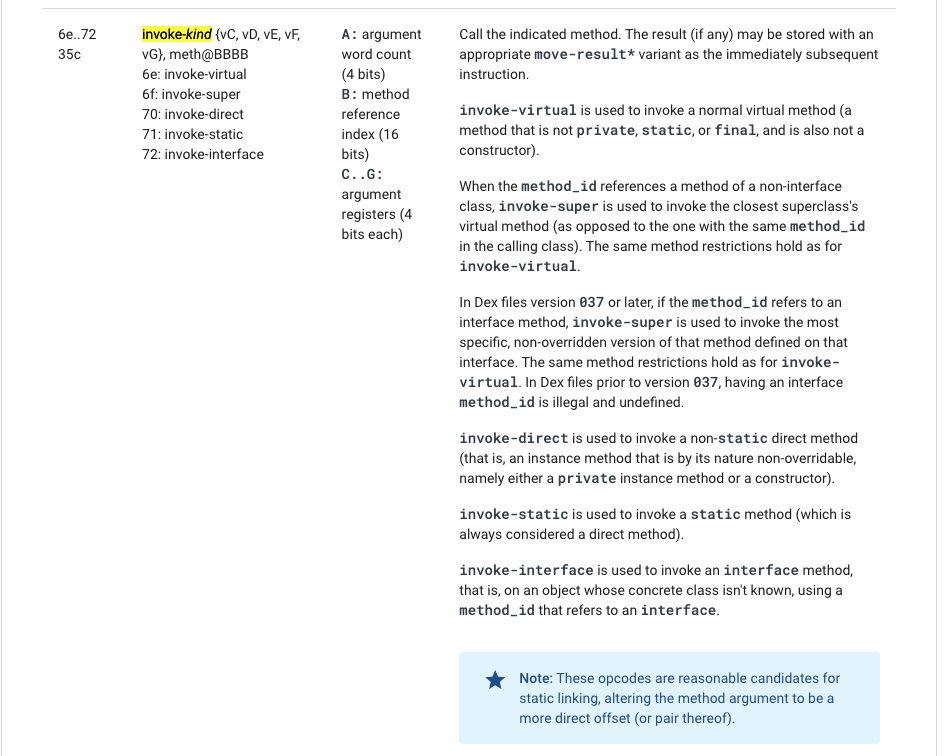 6e..72
35c
invoke-kind {vC, vD, vE, vF,
vG}, meth@BBBB
6e: invoke-virtual
6f: invoke-super
70: invoke-direct
71: invoke-static
72: invoke-interface
A: argument
word count
(4 bits)
B: method
reference
index (16
bits)
C..G:
argument
registers (4
bits each)
Call the indicated method. The result (if any) may be stored with an
appropriate move-result* variant as the immediately subsequent
instruction.
invoke-virtual is used to invoke a normal virtual method (a
method that is not private, static, or final, and is also not a
constructor).
When the method_id references a method of a non-interface
class, invoke-super is used to invoke the closest superclass's
virtual method (as opposed to the one with the same method_id
in the calling class). The same method restrictions hold as for
invoke-virtual.
In Dex files version 037 or later, if the method_id refers to an
interface method, invoke-super is used to invoke the most
specific, non-overridden version of that method defined on that
interface. The same method restrictions hold as for invoke-
virtual. In Dex files prior to version 037, having an interface
method_id is illegal and undefined.
invoke-direct is used to invoke a non-static direct method
(that is, an instance method that is by its nature non-overridable,
namely either a private instance method or a constructor).
invoke-static is used to invoke a static method (which is
always considered a direct method).
invoke-interface is used to invoke an interface method,
that is, on an object whose concrete class isn't known, using a
method_id that refers to an interface.
Note: These opcodes are reasonable candidates for
static linking, altering the method argument to be a
more direct offset (or pair thereof).